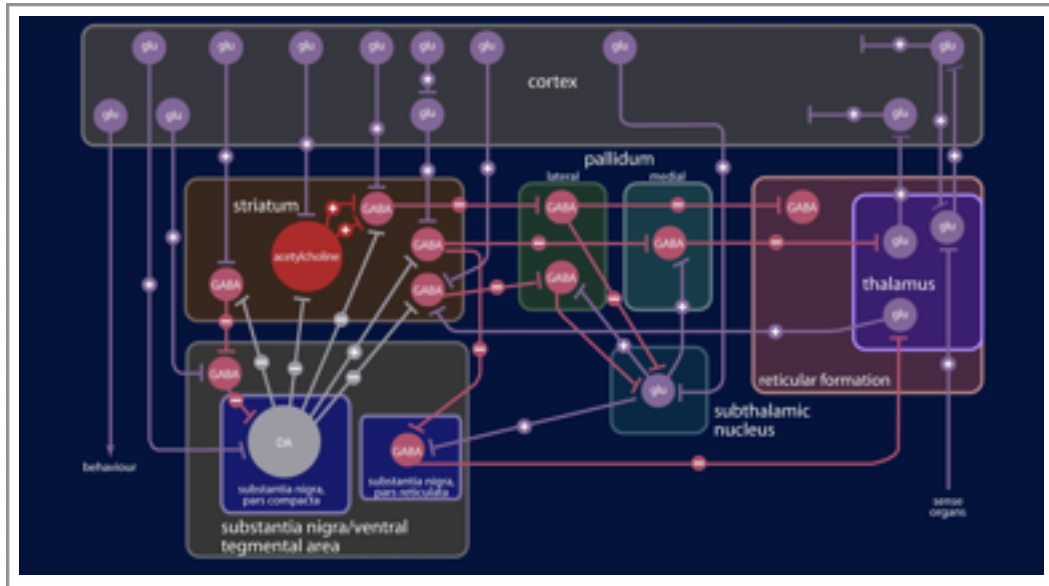 glu glu glu glu glu glu glu glu
cortex
glu glu glu glu
pallidum
lateral medial
striatum GABA GABA GABA
acetylcholine GABA GABA glu glu
GABA GABA GABA thalamus
glu
GABA reticular formation
glu
subthalamic
nucleus
DA GABA
behaviour
substantia nigra,
pars compacta
substantia nigra,
pars reticulata
sense
organs
substantia nigra/ventral
tegmental area